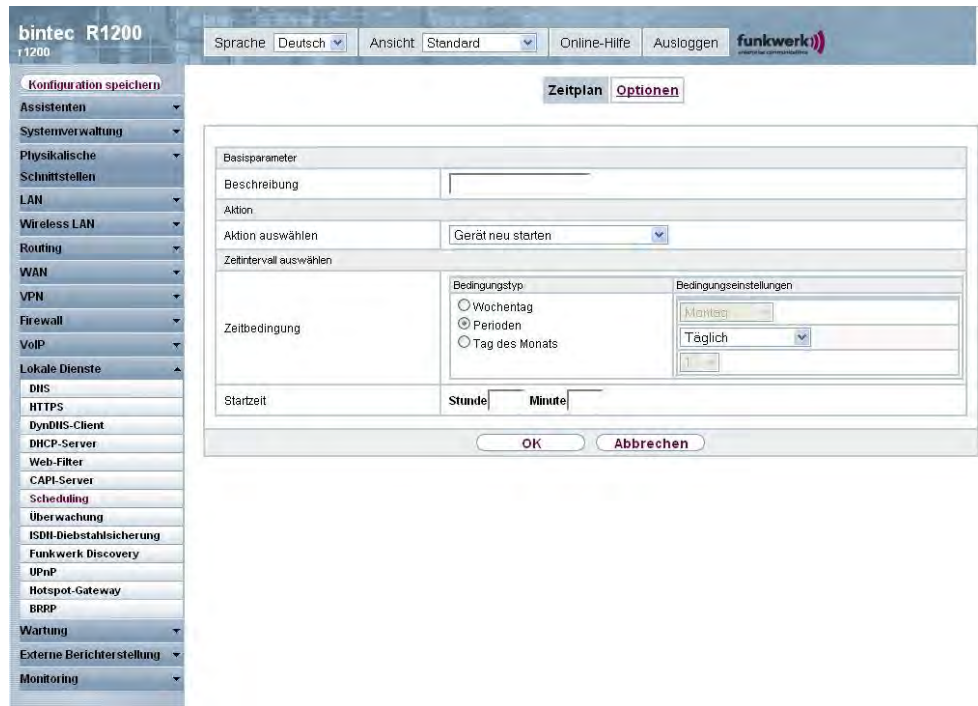 bintec R1200
r1200
Sprache Deutsch Ansicht Standard Online-Hilfe Ausloggen funkwerk
Konfiguration speichern
Assistenten
Systemverwaltung
Physikalische
Schnittstellen
LAN
Wireless LAN
Routing
WAN
VPN
Firewall
VoIP
Lokale Dienste
DNS
HTTPS
DynDNS-Client
DHCP-Server
Web-Filter
CAPI-Server
Scheduling
Überwachung
ISDN-Diebstahlsicherung
Funkwerk Discovery
UPnP
Hotspot-Gateway
BRRP
Wartung
Externe Berichterstellung
Monitoring
Zeitplan Optionen
Basisparameter
Beschreibung
Aktion
Aktion auswählen Gerät neu starten
Zeitintervall auswählen
Zeitbedingung
Bedingungstyp Bedingungseinstellungen
Wochentag Montag
Perioden Täglich
Tag des Monats 1
Startzeit Stunde Minute
OK Abbrechen